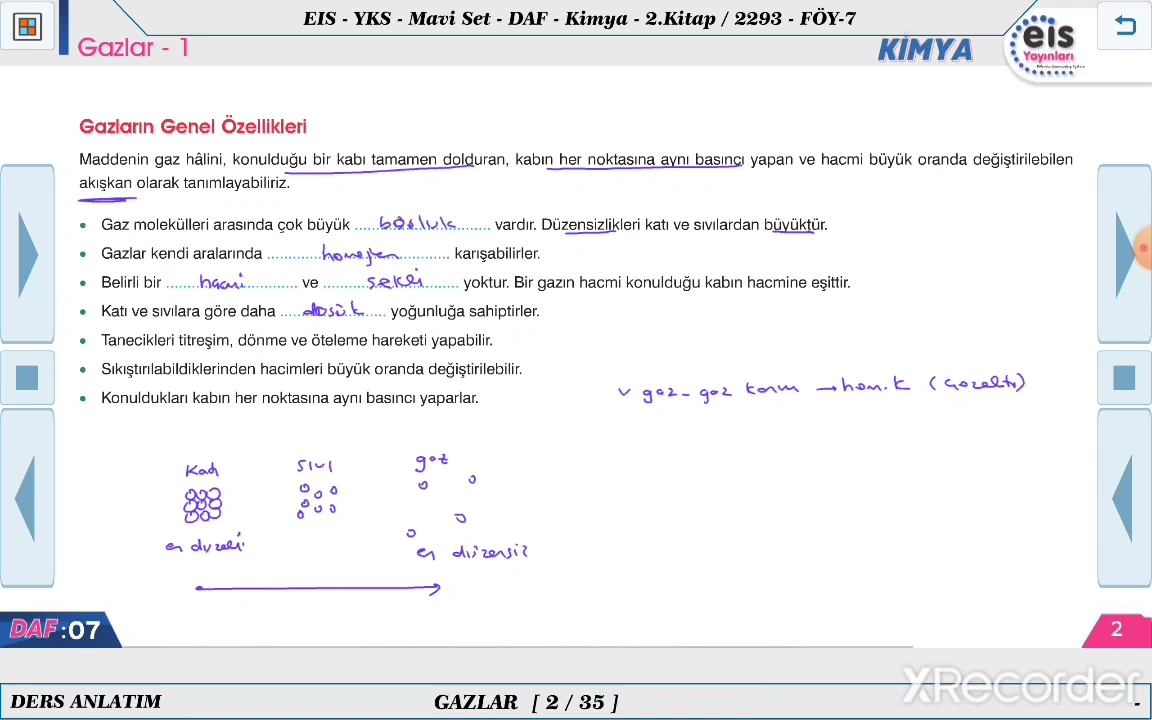 EIS - YKS - Mavi Set - DAF - Kimya - 2.Kitap / 2293 - FÖY-7
Gazlar - 1
KİMYA
eis
Yayınları
Gazların Genel Özellikleri
Maddenin gaz hâlini, konulduğu bir kabı tamamen dolduran, kabın her noktasına aynı basıncı yapan ve hacmi büyük oranda değiştirilebilen
akışkan olarak tanımlayabiliriz.
• Gaz molekülleri arasında çok büyük ......boşluk...... vardır. Düzensizlikleri katı ve sıvılardan büyüktür.
• Gazlar kendi aralarında ......homojen...... karışabilirler.
• Belirli bir ......hacmi...... ve ......şekli...... yoktur. Bir gazın hacmi konulduğu kabın hacmine eşittir.
• Katı ve sıvılara göre daha ......düşük...... yoğunluğa sahiptirler.
• Tanecikleri titreşim, dönme ve öteleme hareketi yapabilir.
• Sıkıştırılabildiklerinden hacimleri büyük oranda değiştirilebilir.
• Konuldukları kabın her noktasına aynı basıncı yaparlar.
gaz - gaz karışımı → hom. k (çözelti)
Katı sıvı gaz
en düzenli en düzensiz
DAF:07
2
DERS ANLATIM
GAZLAR [ 2 / 35 ]
-
XRecorder